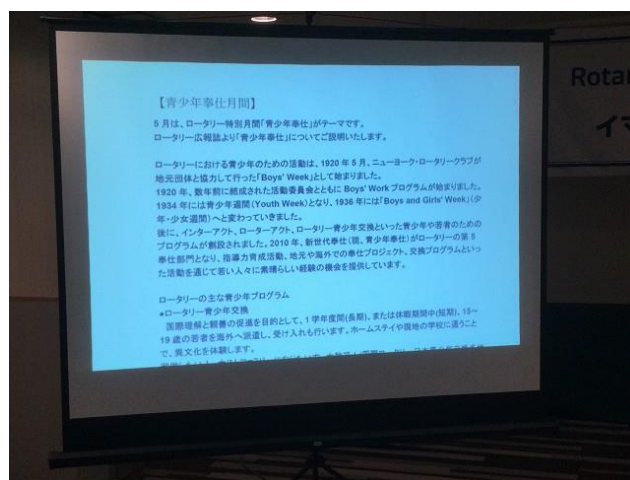 【青少年奉仕月間】
5月は、ロータリー特別月間「青少年奉仕」がテーマです。
ロータリー広報誌より「青少年奉仕」についてご説明いたします。
ロータリーにおける青少年のための活動は、1920年5月、ニューヨーク・ロータリークラブが
地元団体と協力して行った「Boys' Week」として始まりました。
1920年、数年前に結成された活動委員会とともに Boys' Work プログラムが始まりました。
1934年には青少年週間（Youth Week）となり、1936年には「Boys and Girls' Week」（少
年・少女週間）へと変わっていきました。
後に、インターアクト、ローターアクト、ロータリー青少年交換といった青少年や若者のための
プログラムが創設されました。2010年、新世代奉仕（現、青少年奉仕）がロータリーの第5
奉仕部門となり、指導力育成活動、地元や海外での奉仕プロジェクト、交換プログラムといっ
た活動を通じて若い人々に素晴らしい経験の機会を提供しています。
ロータリーの主な青少年プログラム
●ロータリー青少年交換
国際理解と親善の促進を目的として、1学年度間（長期）、または休暇期間中（短期）、15～
19歳の若者を海外へ派遣し、受け入れも行います。ホームステイや現地の学校に通うこと
で、異文化を体験します。
Rota
イマ